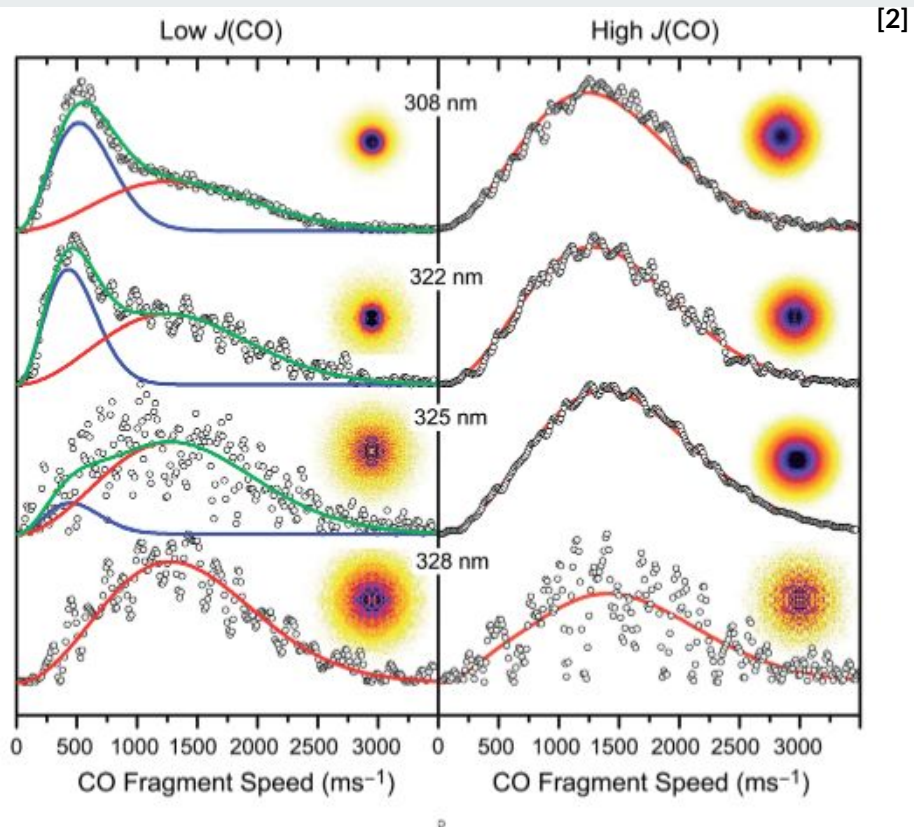 [2]
Low J(CO) High J(CO)
308 nm
322 nm
325 nm
328 nm
0 500 1000 1500 2000 2500 3000 0 500 1000 1500 2000 2500 3000
CO Fragment Speed (ms⁻¹) CO Fragment Speed (ms⁻¹)